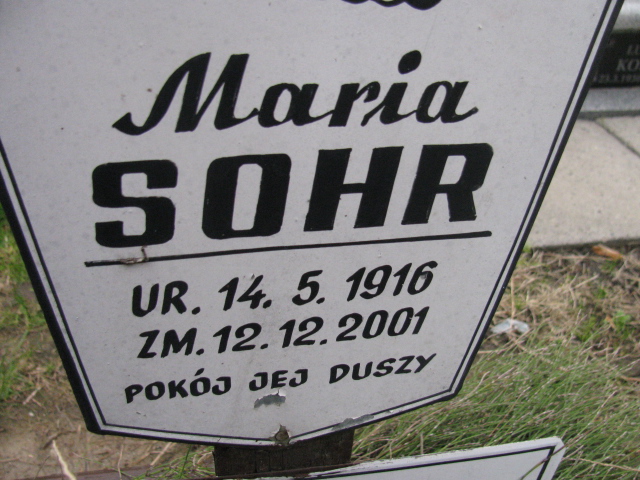 Maria
SOHR
UR. 14. 5. 1916
ZM. 12. 12. 2001
POKÓJ JEJ DUSZY